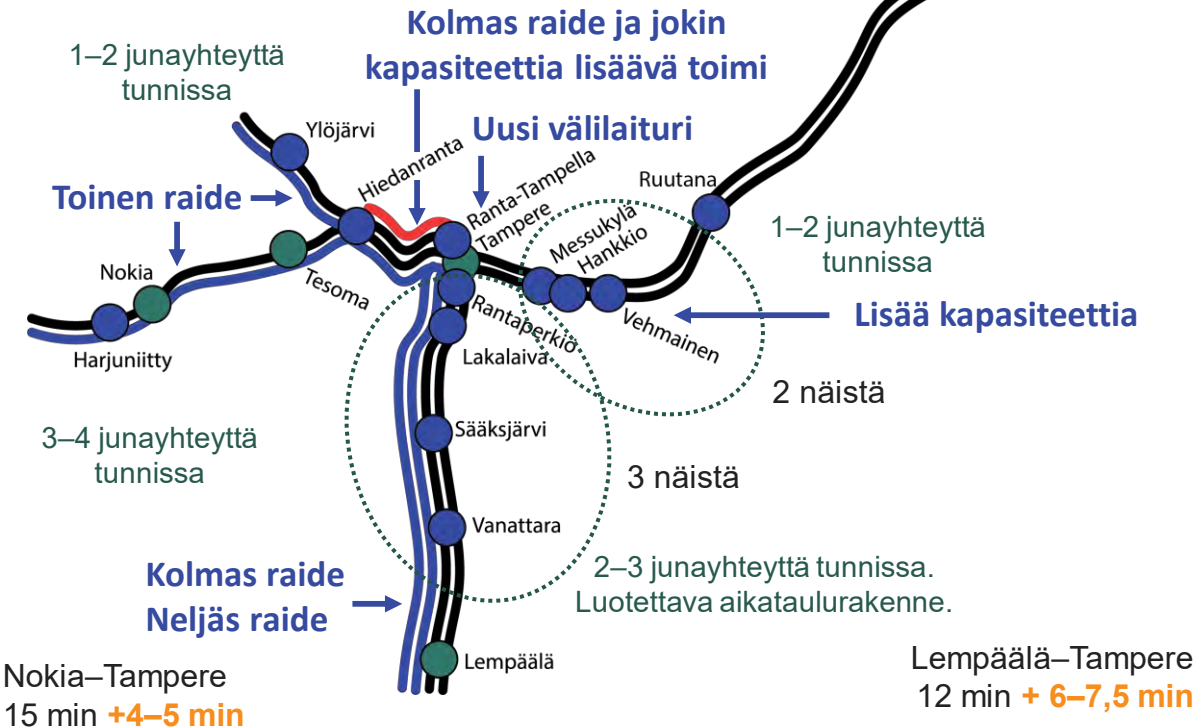 Kolmas raide ja jokin
kapasiteettia lisäävä toimi
1–2 junayhteyttä
tunnissa
Uusi välilaituri
Ylöjärvi
Hiedanranta
Ranta-Tampella
Tampere
Toinen raide
Ruutana
Messukylä
Hankkio
1–2 junayhteyttä
tunnissa
Nokia
Tesoma
Rantaperkiö
Vehmainen
Lisää kapasiteettia
Harjuniitty
Lakalaiva
2 näistä
3–4 junayhteyttä
tunnissa
Sääksjärvi
3 näistä
Vanattara
Kolmas raide
Neljäs raide
2–3 junayhteyttä tunnissa.
Luotettava aikataulurakenne.
Lempäälä
Nokia–Tampere
15 min +4–5 min
Lempäälä–Tampere
12 min + 6–7,5 min